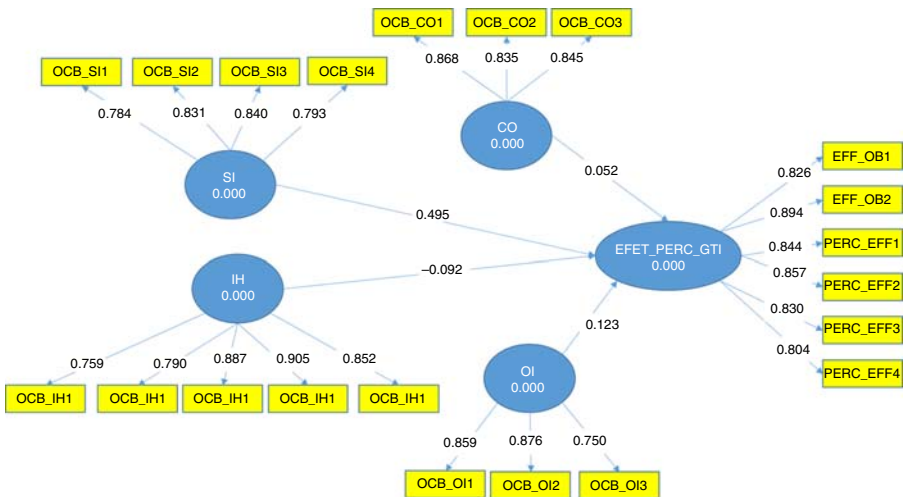 OCB_CO1 OCB_CO2 OCB_CO3
0.868 0.835 0.845
OCB_SI1 OCB_SI2 OCB_SI3 OCB_SI4
0.784 0.831 0.840 0.793
CO
0.000
SI
0.000
0.052
0.495
EFF_OB1
EFF_OB2
PERC_EFF1
PERC_EFF2
PERC_EFF3
PERC_EFF4
0.826
0.894
0.844
0.857
0.830
0.804
EFET_PERC_GTI
0.000
IH
0.000
–0.092
0.123
0.759 0.790 0.887 0.905 0.852
OCB_IH1 OCB_IH1 OCB_IH1 OCB_IH1 OCB_IH1
OI
0.000
0.859 0.876 0.750
OCB_OI1 OCB_OI2 OCB_OI3